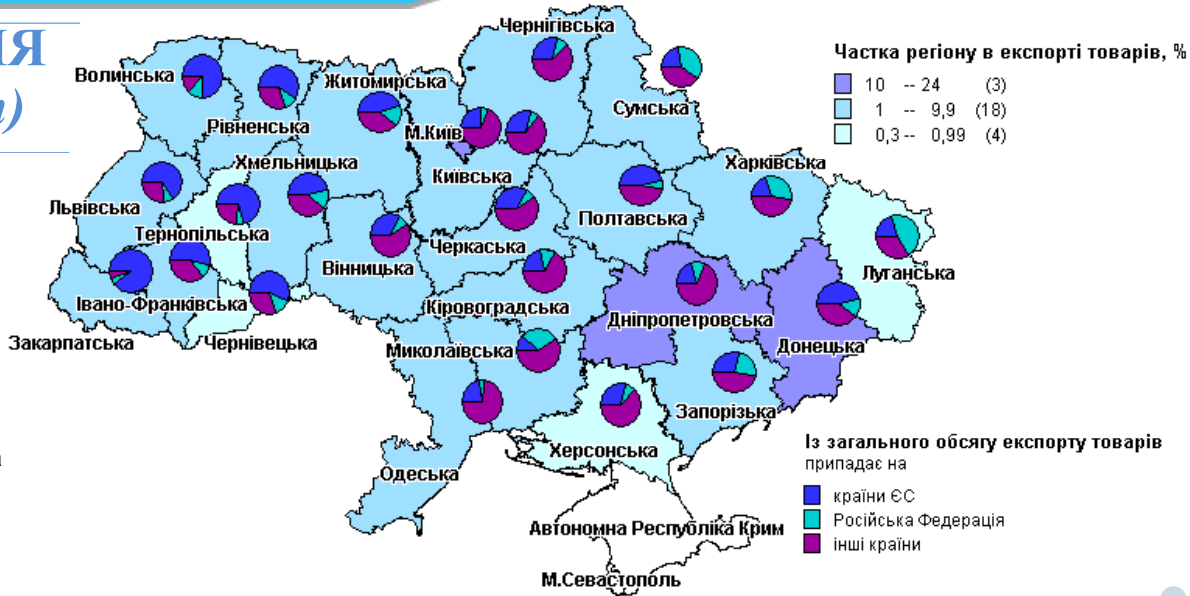 ІЯ
)
Чернігівська
Волинська
Житомирська
Сумська
Рівненська
М.Київ
Хмельницька
Харківська
Київська
Львівська
Полтавська
Тернопільська
Черкаська
Вінницька
Луганська
Івано-Франківська
Кіровоградська
Дніпропетровська
Закарпатська
Чернівецька
Миколаївська
Донецька
Запорізька
Херсонська
Одеська
Автономна Республіка Крим
М.Севастополь
Частка регіону в експорті товарів, %
10 -- 24 (3)
1 -- 9,9 (18)
0,3 -- 0,99 (4)
Із загального обсягу експорту товарів
припадає на
країни ЄС
Російська Федерація
інші країни